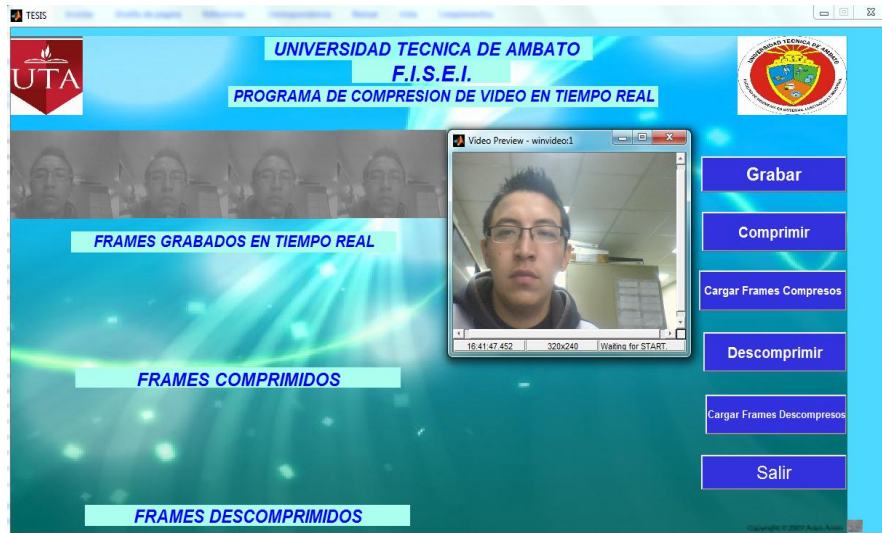 TESIS
UTA
UNIVERSIDAD TECNICA DE AMBATO
F.I.S.E.I.
PROGRAMA DE COMPRESION DE VIDEO EN TIEMPO REAL
Video Preview - winvideo:1
16:41:47.452 320x240 Waiting for START.
FRAMES GRABADOS EN TIEMPO REAL
FRAMES COMPRIMIDOS
FRAMES DESCOMPRIMIDOS
Grabar
Comprimir
Cargar Frames Compresos
Descomprimir
Cargar Frames Descompresos
Salir